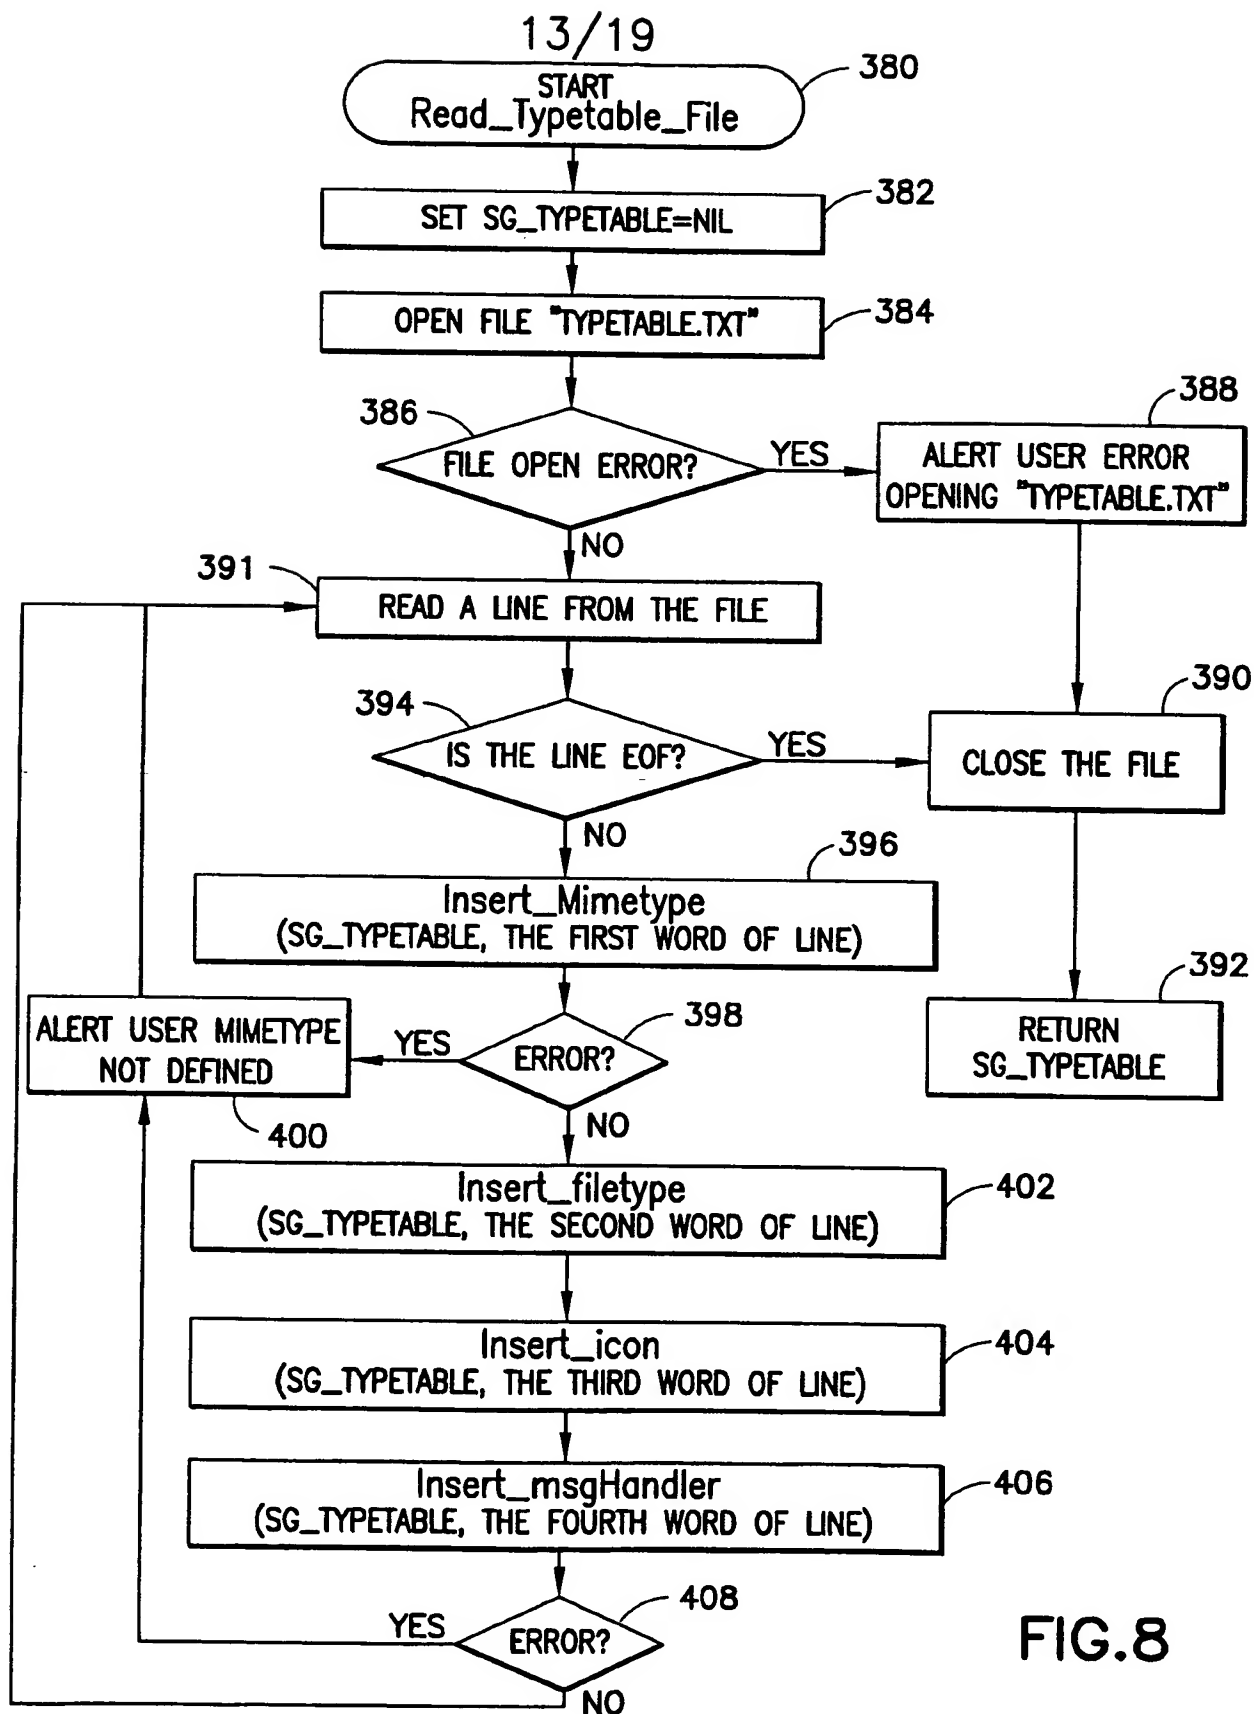 13/19
START
Read_Typetable_File
380
SET SG_TYPETABLE=NIL
382
OPEN FILE "TYPETABLE.TXT"
384
386
FILE OPEN ERROR?
YES
388
ALERT USER ERROR
OPENING "TYPETABLE.TXT"
NO
391
READ A LINE FROM THE FILE
394
IS THE LINE EOF?
YES
390
CLOSE THE FILE
NO
396
Insert_Mimetype
(SG_TYPETABLE, THE FIRST WORD OF LINE)
392
RETURN
SG_TYPETABLE
398
ERROR?
YES
ALERT USER MIMETYPE
NOT DEFINED
400
NO
Insert_filetype
(SG_TYPETABLE, THE SECOND WORD OF LINE)
402
Insert_icon
(SG_TYPETABLE, THE THIRD WORD OF LINE)
404
Insert_msgHandler
(SG_TYPETABLE, THE FOURTH WORD OF LINE)
406
408
ERROR?
YES
NO
FIG.8